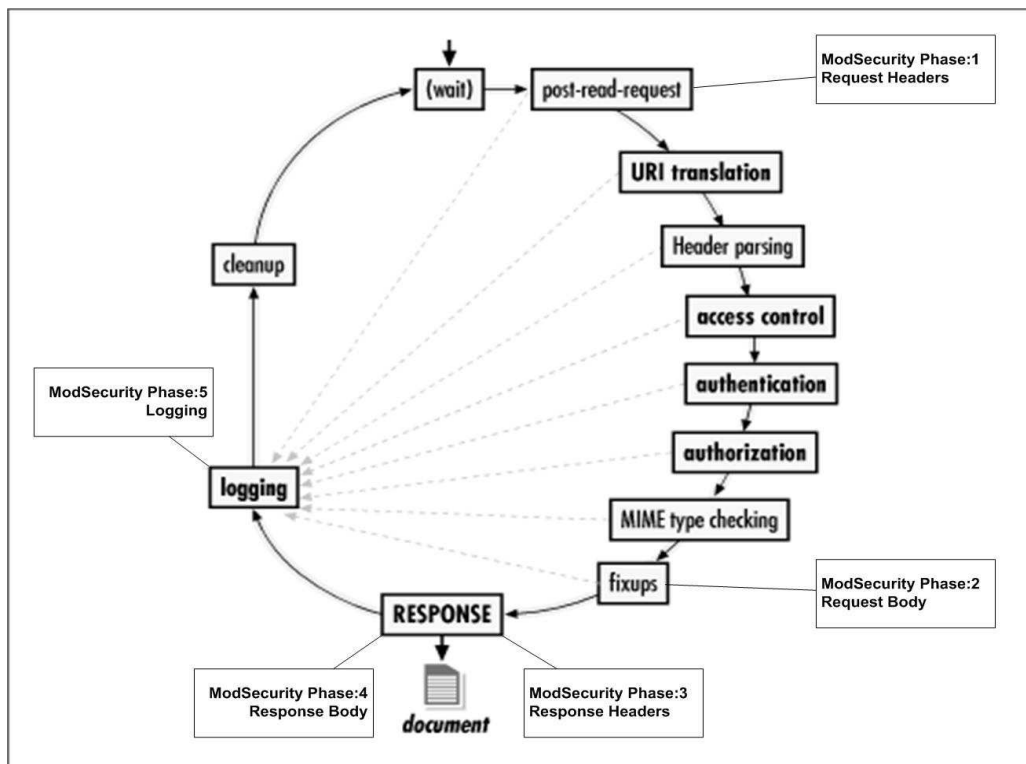 ModSecurity Phase:1
Request Headers
(wait)
post-read-request
URI translation
Header parsing
cleanup
access control
ModSecurity Phase:5
Logging
authentication
authorization
logging
MIME type checking
fixups
ModSecurity Phase:2
Request Body
RESPONSE
ModSecurity Phase:4
Response Body
ModSecurity Phase:3
Response Headers
document